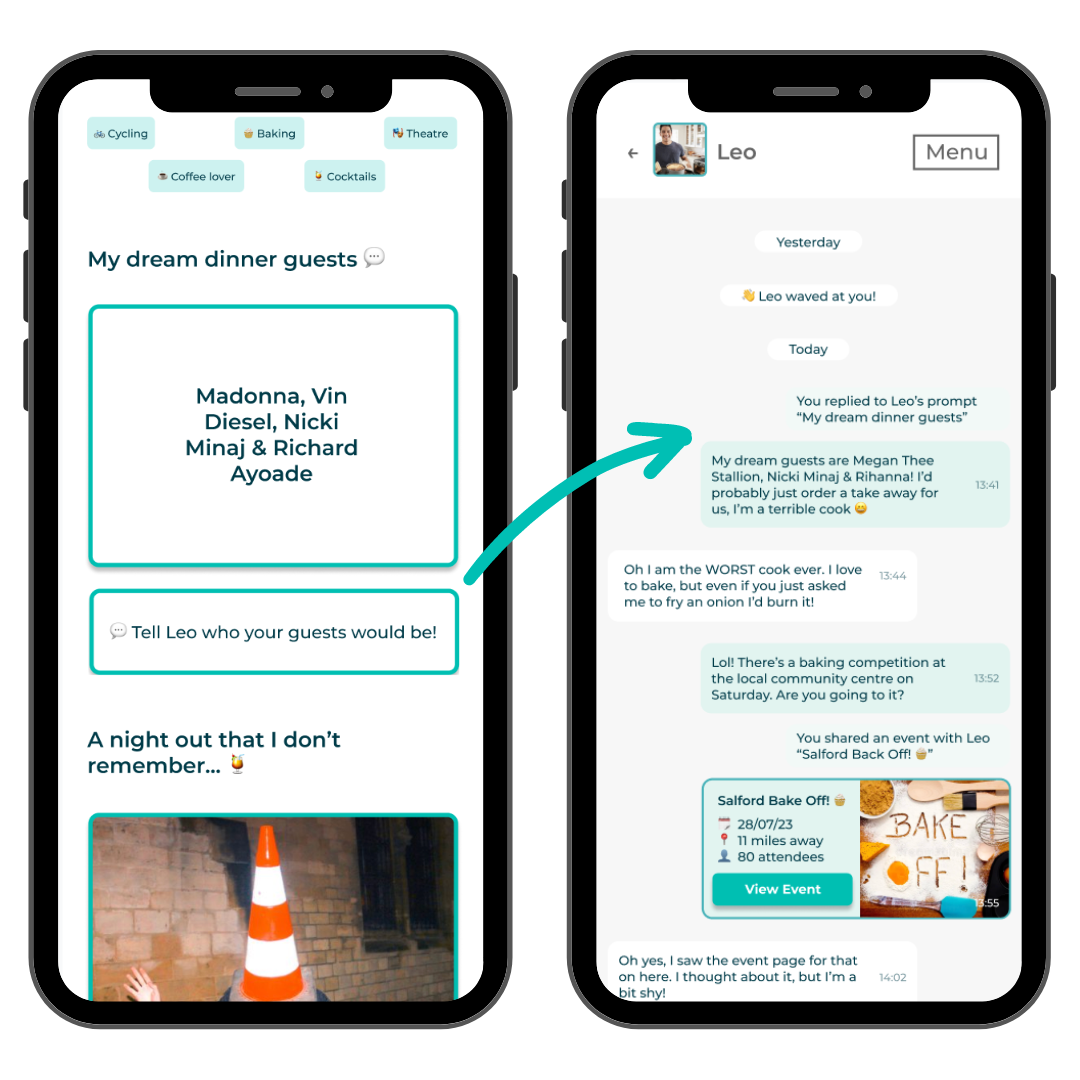 Cycling
Baking
Theatre
Coffee lover
Cocktails
My dream dinner guests
Madonna, Vin
Diesel, Nicki
Minaj & Richard
Ayoade
Tell Leo who your guests would be!
A night out that I don't
remember...
Leo
Menu
Yesterday
👋 Leo waved at you!
Today
You replied to Leo's prompt
“My dream dinner guests”
My dream guests are Megan Thee
Stallion, Nicki Minaj & Rihanna! I'd
probably just order a take away for
us, I'm a terrible cook 😀
13:41
Oh I am the WORST cook ever. I love
to bake, but even if you just asked
me to fry an onion I'd burn it!
13:44
Lol! There's a baking competition at
the local community centre on
Saturday. Are you going to it?
13:52
You shared an event with Leo
“Salford Back Off! 🧁”
Salford Bake Off! 🧁
28/07/23
11 miles away
80 attendees
View Event
BAKE
OFF!
13:55
Oh yes, I saw the event page for that
on here. I thought about it, but I'm a
bit shy!
14:02